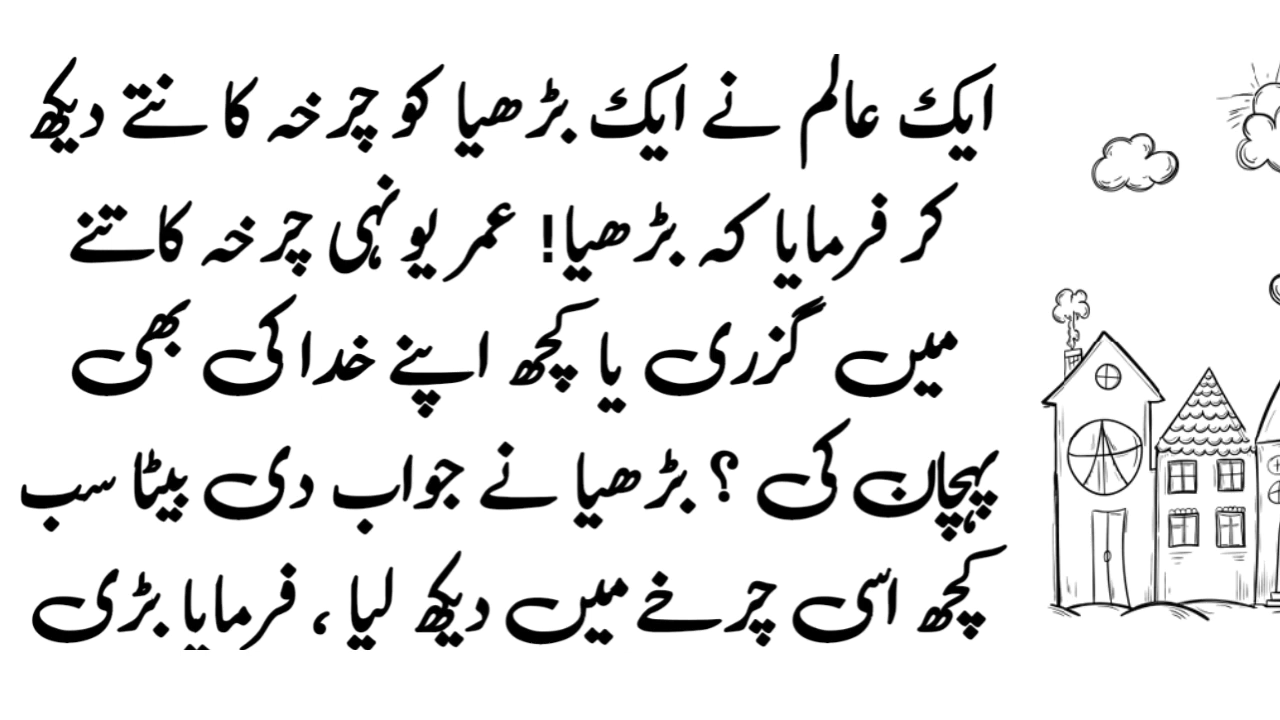 ایک عالم نے ایک بڑھیا کو چرخہ کانتے دیکھ
کر فرمایا کہ بڑھیا! عمر یونہی چرخہ کاتنے
میں گزری یا کچھ اپنے خدا کی بھی
پہچان کی ؟ بڑھیا نے جواب دی بیٹا سب
کچھ اسی چرخے میں دیکھ لیا ، فرمایا بڑی